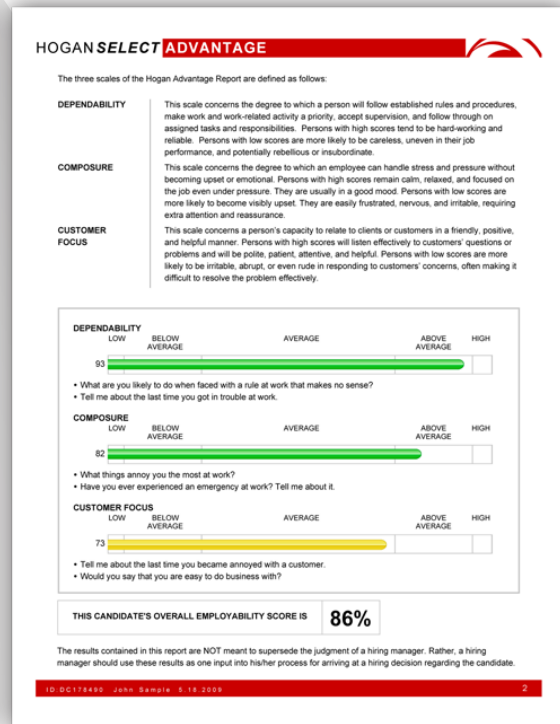 HOGAN SELECT ADVANTAGE
The three scales of the Hogan Advantage Report are defined as follows:
DEPENDABILITY
This scale concerns the degree to which a person will follow established rules and procedures,
make work and work-related activity a priority, accept supervision, and follow through on
assigned tasks and responsibilities. Persons with high scores tend to be hard-working and
reliable. Persons with low scores are more likely to be careless, uneven in their job
performance, and potentially rebellious or insubordinate.
COMPOSURE
This scale concerns the degree to which an employee can handle stress and pressure without
becoming upset or emotional. Persons with high scores remain calm, relaxed, and focused on
the job even under pressure. They are usually in a good mood. Persons with low scores are
more likely to become visibly upset. They are easily frustrated, nervous, and irritable, requiring
extra attention and reassurance.
CUSTOMER
FOCUS
This scale concerns a person's capacity to relate to clients or customers in a friendly, positive,
and helpful manner. Persons with high scores will listen effectively to customers' questions or
problems and will be polite, patient, attentive, and helpful. Persons with low scores are more
likely to be irritable, abrupt, or even rude in responding to customers' concerns, often making it
difficult to resolve the problem effectively.
DEPENDABILITY
LOW BELOW AVERAGE ABOVE HIGH
AVERAGE AVERAGE
93
• What are you likely to do when faced with a rule at work that makes no sense?
• Tell me about the last time you got in trouble at work.
COMPOSURE
LOW BELOW AVERAGE ABOVE HIGH
AVERAGE AVERAGE
82
• What things annoy you the most at work?
• Have you ever experienced an emergency at work? Tell me about it.
CUSTOMER FOCUS
LOW BELOW AVERAGE ABOVE HIGH
AVERAGE AVERAGE
73
• Tell me about the last time you became annoyed with a customer.
• Would you say that you are easy to do business with?
THIS CANDIDATE'S OVERALL EMPLOYABILITY SCORE IS 86%
The results contained in this report are NOT meant to supersede the judgment of a hiring manager. Rather, a hiring
manager should use these results as one input into his/her process for arriving at a hiring decision regarding the candidate.
ID:DC178490 John Sample 5.18.2009 2